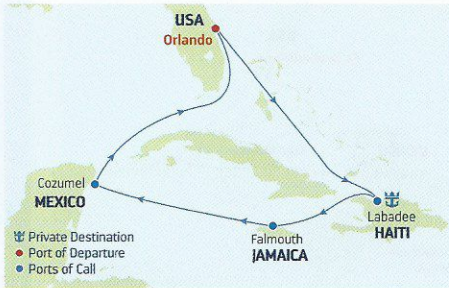 USA
Orlando
Cozumel
MEXICO
Labadee
HAITI
Falmouth
JAMAICA
Private Destination
Port of Departure
Ports of Call